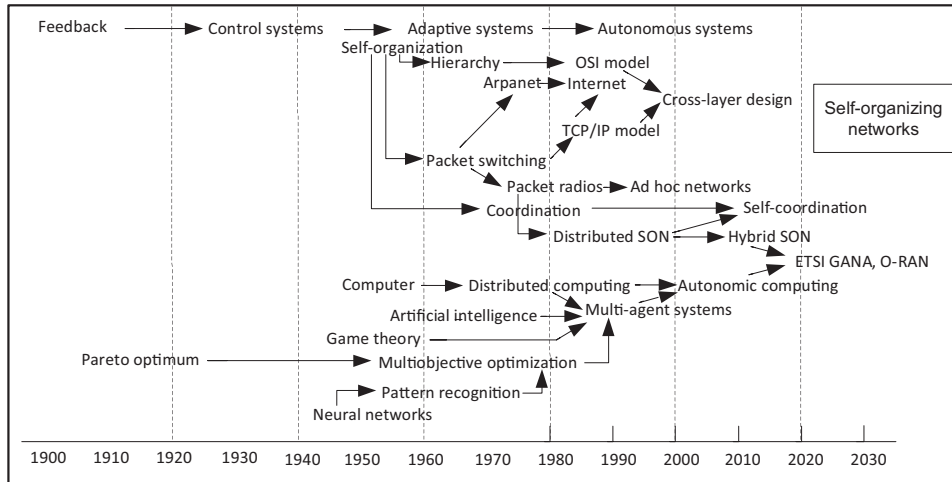 Feedback
Control systems
Adaptive systems
Autonomous systems
Self-organization
Hierarchy
OSI model
Arpanet
Internet
Cross-layer design
Self-organizing
networks
TCP/IP model
Packet switching
Packet radios
Ad hoc networks
Coordination
Self-coordination
Distributed SON
Hybrid SON
ETSI GANA, O-RAN
Computer
Distributed computing
Autonomic computing
Artificial intelligence
Multi-agent systems
Game theory
Pareto optimum
Multiobjective optimization
Pattern recognition
Neural networks
1900 1910 1920 1930 1940 1950 1960 1970 1980 1990 2000 2010 2020 2030